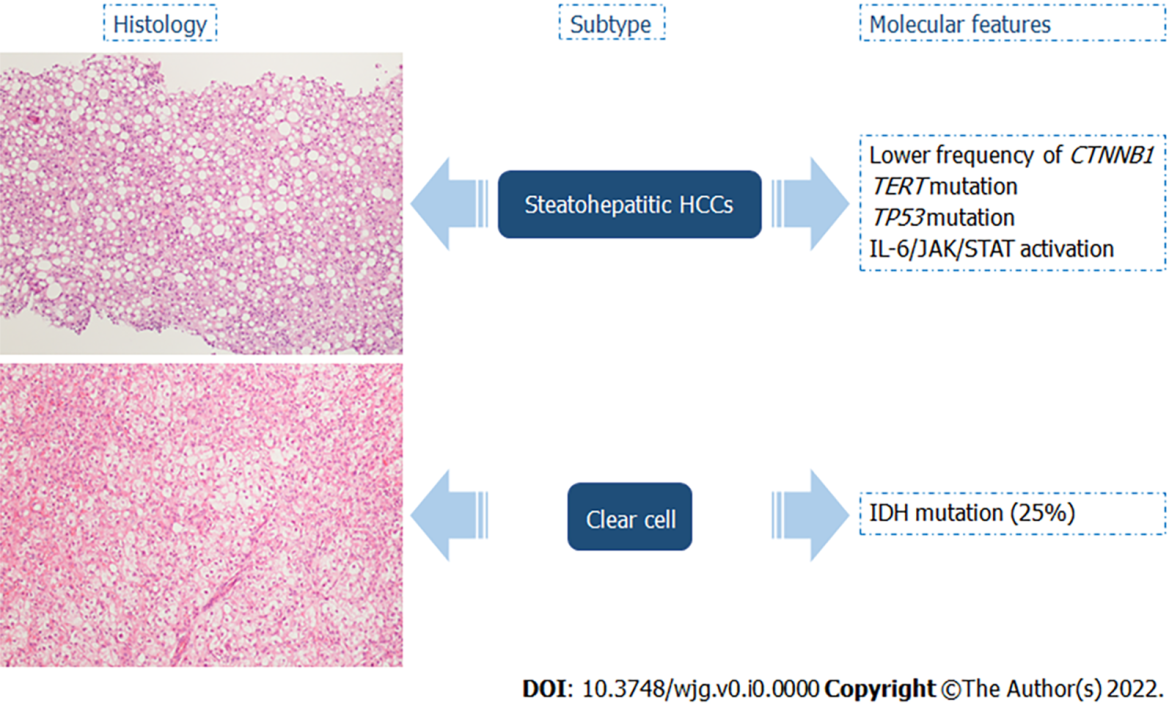 Histology
Subtype
Molecular features
Steatohepatitic HCCs
Lower frequency of CTNNB1
TERT mutation
TP53 mutation
IL-6/JAK/STAT activation
Clear cell
IDH mutation (25%)
DOI: 10.3748/wjg.v0.i0.0000 Copyright ©The Author(s) 2022.